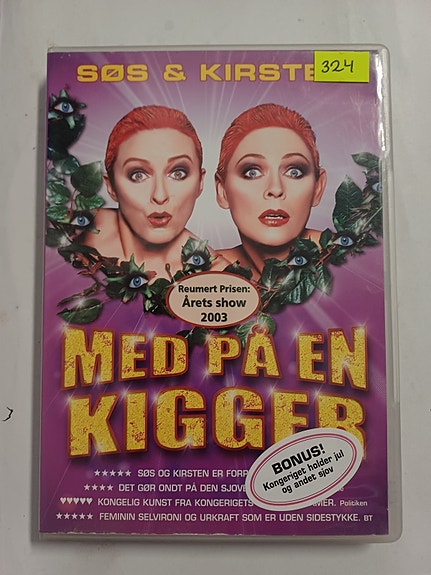 SØS & KIRSTE
324
Reumert Prisen:
Årets show
2003
MED PÅ EN
KIGGER
BONUS!
Kongeriget holder jul
og andet sjov
★★★★★ SØS OG KIRSTEN ER FORR
★★★★ DET GØR ONDT PÅ DEN SJOVE
♥♥♥♥♥ KONGELIG KUNST FRA KONGERIGETS AMER. Politiken
★★★★★ FEMININ SELVIRONI OG URKRAFT SOM ER UDEN SIDESTYKKE. BT